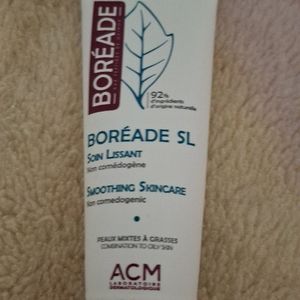 BORÉADE
92%
d'ingrédients
d'origine naturelle
BORÉADE SL
SOIN LISSANT
Non comédogène
SMOOTHING SKINCARE
Non comedogenic
PEAUX MIXTES À GRASSES
COMBINATION TO OILY SKIN
ACM
LABORATOIRE
DERMATOLOGIQUE